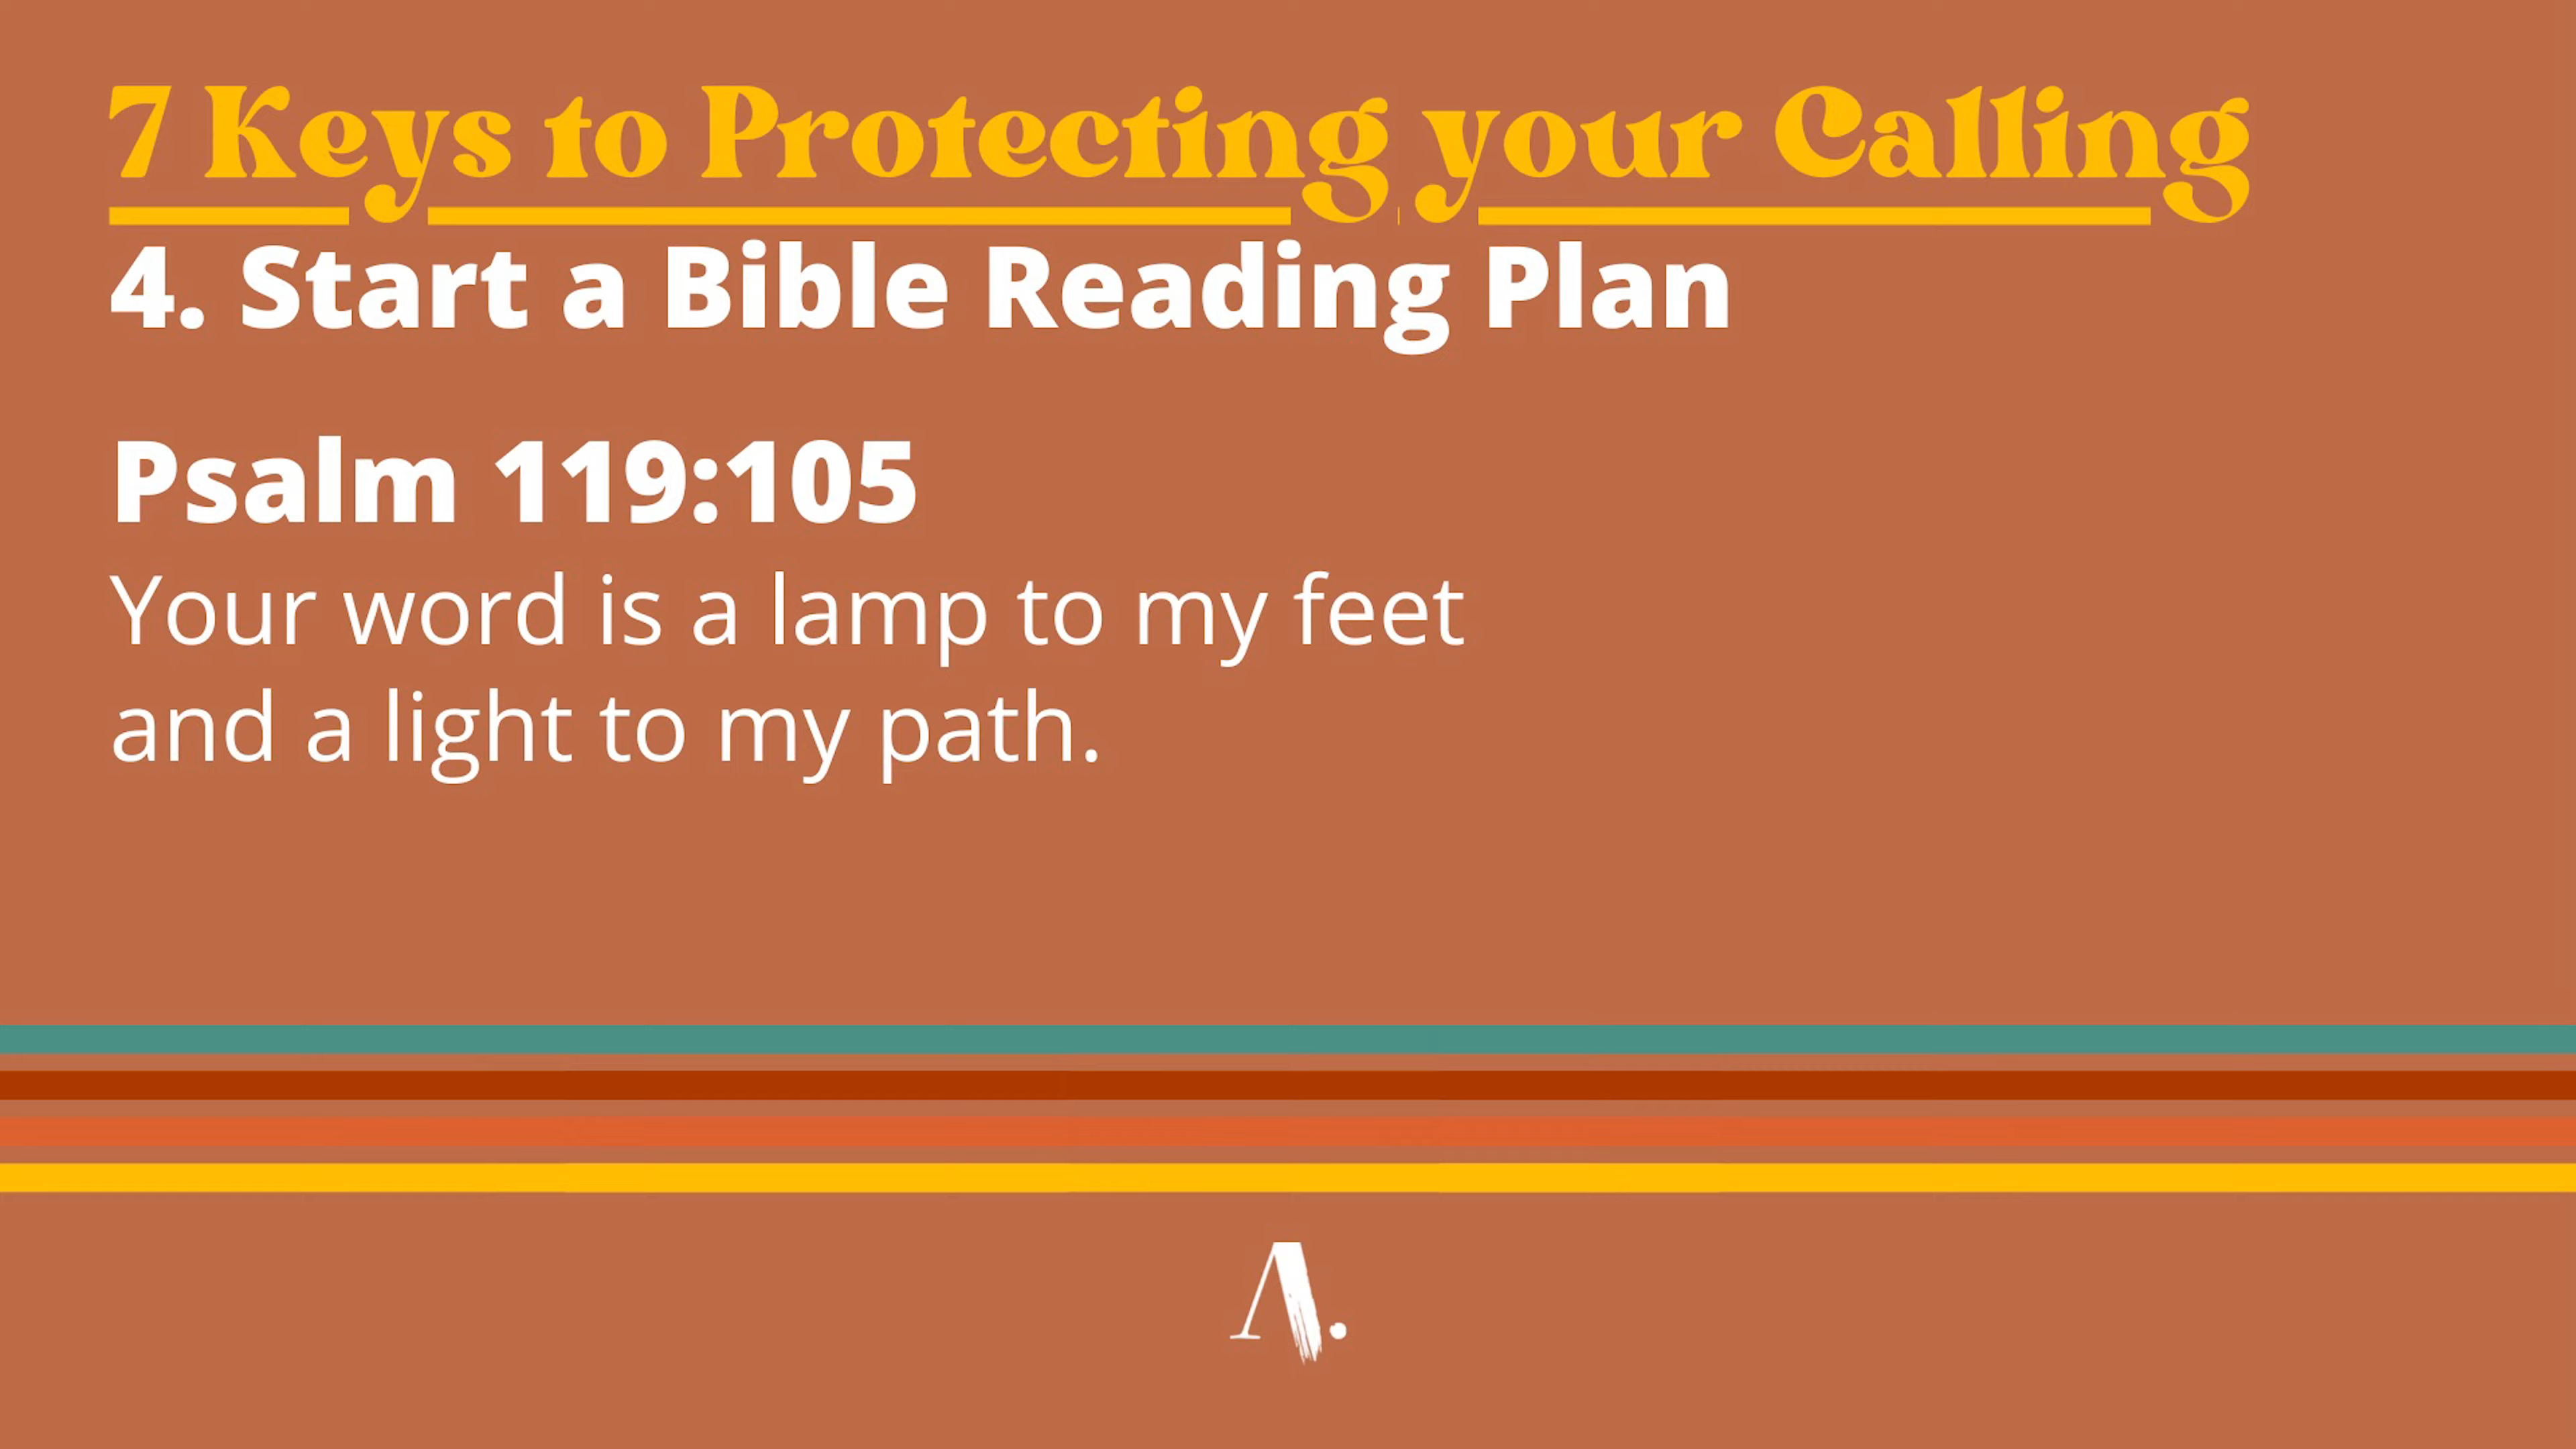 7 Keys to Protecting your Calling
4. Start a Bible Reading Plan
Psalm 119:105
Your word is a lamp to my feet
and a light to my path.
A.